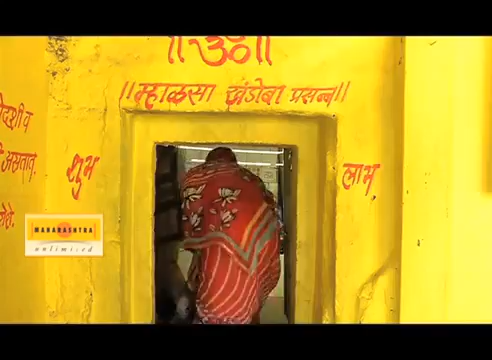 ॥ॐ॥
॥म्हाळसा खंडोबा प्रसन्न॥
शुभ
लाभ
MAHARASHTRA
unlimited